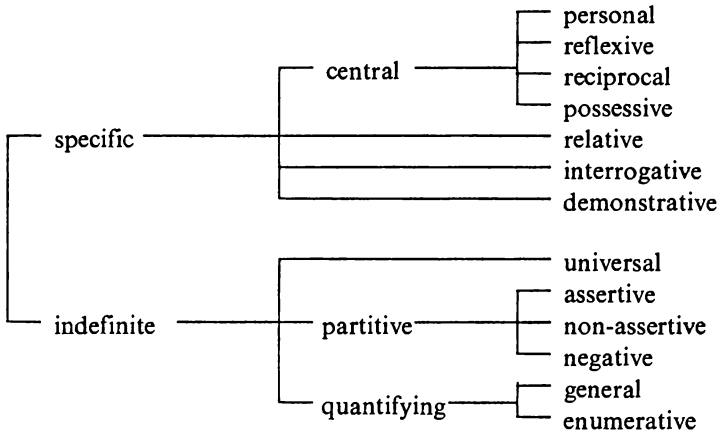 personal
reflexive
central reciprocal
possessive
specific relative
interrogative
demonstrative
universal
assertive
indefinite partitive non-assertive
negative
general
quantifying enumerative